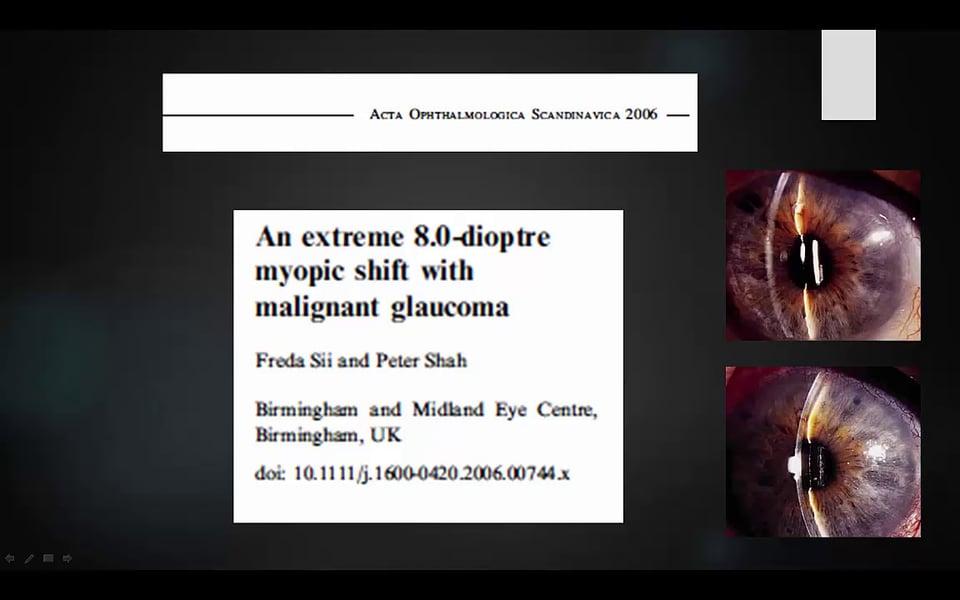 Acta Ophthalmologica Scandinavica 2006
An extreme 8.0-dioptre
myopic shift with
malignant glaucoma
Freda Sii and Peter Shah
Birmingham and Midland Eye Centre,
Birmingham, UK
doi: 10.1111/j.1600-0420.2006.00744.x